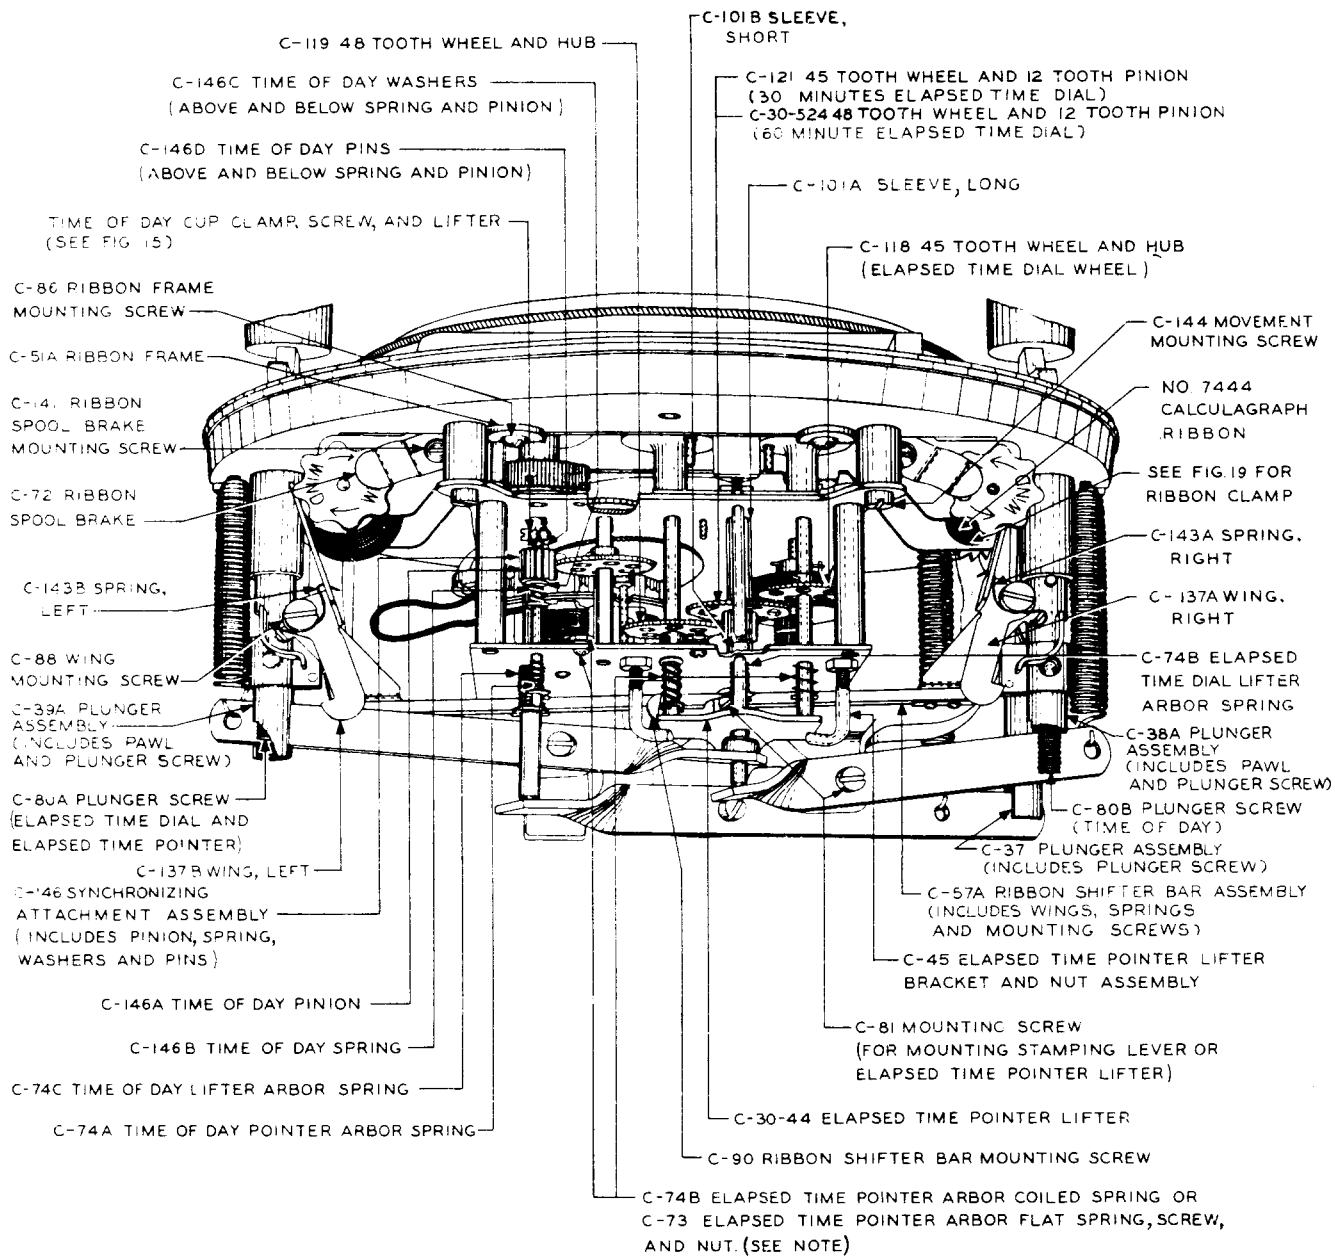 C-101B SLEEVE,
SHORT
C-119 48 TOOTH WHEEL AND HUB
C-146C TIME OF DAY WASHERS
(ABOVE AND BELOW SPRING AND PINION)
C-121 45 TOOTH WHEEL AND 12 TOOTH PINION
(30 MINUTES ELAPSED TIME DIAL)
C-30-524 48 TOOTH WHEEL AND 12 TOOTH PINION
(60 MINUTE ELAPSED TIME DIAL)
C-146D TIME OF DAY PINS
(ABOVE AND BELOW SPRING AND PINION)
C-101A SLEEVE, LONG
TIME OF DAY CUP CLAMP, SCREW, AND LIFTER
(SEE FIG 15)
C-118 45 TOOTH WHEEL AND HUB
(ELAPSED TIME DIAL WHEEL)
C-86 RIBBON FRAME
MOUNTING SCREW
C-51A RIBBON FRAME
C-141 RIBBON
SPOOL BRAKE
MOUNTING SCREW
C-72 RIBBON
SPOOL BRAKE
C-143B SPRING,
LEFT
C-88 WING
MOUNTING SCREW
C-39A PLUNGER
ASSEMBLY
(INCLUDES PAWL
AND PLUNGER SCREW)
C-80A PLUNGER SCREW
(ELAPSED TIME DIAL AND
ELAPSED TIME POINTER)
C-137B WING, LEFT
C-146 SYNCHRONIZING
ATTACHMENT ASSEMBLY
(INCLUDES PINION, SPRING,
WASHERS AND PINS)
C-146A TIME OF DAY PINION
C-146B TIME OF DAY SPRING
C-74C TIME OF DAY LIFTER ARBOR SPRING
C-74A TIME OF DAY POINTER ARBOR SPRING
WIND
W
WIND
C-144 MOVEMENT
MOUNTING SCREW
NO. 7444
CALCULAGRAPH
RIBBON
SEE FIG. 19 FOR
RIBBON CLAMP
C-143A SPRING,
RIGHT
C-137A WING,
RIGHT
C-74B ELAPSED
TIME DIAL LIFTER
ARBOR SPRING
C-38A PLUNGER
ASSEMBLY
(INCLUDES PAWL
AND PLUNGER SCREW)
C-80B PLUNGER SCREW
(TIME OF DAY)
C-37 PLUNGER ASSEMBLY
(INCLUDES PLUNGER SCREW)
C-57A RIBBON SHIFTER BAR ASSEMBLY
(INCLUDES WINGS, SPRINGS
AND MOUNTING SCREWS)
C-45 ELAPSED TIME POINTER LIFTER
BRACKET AND NUT ASSEMBLY
C-81 MOUNTING SCREW
(FOR MOUNTING STAMPING LEVER OR
ELAPSED TIME POINTER LIFTER)
C-30-44 ELAPSED TIME POINTER LIFTER
C-90 RIBBON SHIFTER BAR MOUNTING SCREW
C-74B ELAPSED TIME POINTER ARBOR COILED SPRING OR
C-73 ELAPSED TIME POINTER ARBOR FLAT SPRING, SCREW,
AND NUT. (SEE NOTE)